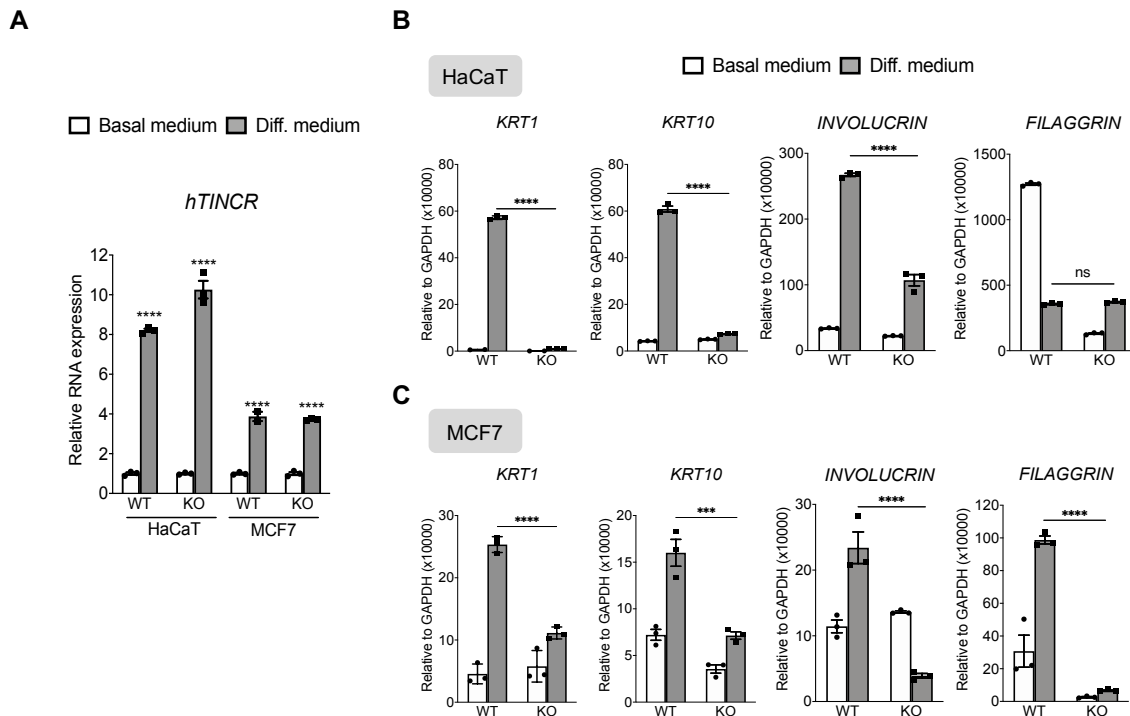 A
Basal medium Diff. medium
hTINCR
Relative RNA expression
12
10
8
6
4
2
0
****
****
****
****
WT KO WT KO
HaCaT MCF7
B
HaCaT
Basal medium Diff. medium
KRT1
Relative to GAPDH (x10000)
80
60
40
20
0
****
WT KO
KRT10
Relative to GAPDH (x10000)
80
60
40
20
0
****
WT KO
INVOLUCRIN
Relative to GAPDH (x10000)
300
200
100
0
****
WT KO
FILAGGRIN
Relative to GAPDH (x10000)
1500
1000
500
0
ns
WT KO
C
MCF7
KRT1
Relative to GAPDH (x10000)
30
20
10
0
****
WT KO
KRT10
Relative to GAPDH (x10000)
20
15
10
5
0
***
WT KO
INVOLUCRIN
Relative to GAPDH (x10000)
30
20
10
0
****
WT KO
FILAGGRIN
Relative to GAPDH (x10000)
120
100
80
60
40
20
0
****
WT KO